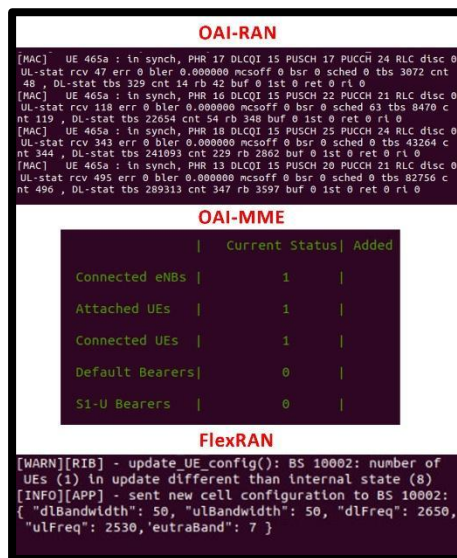 OAI-RAN
[MAC] UE 465a : in synch, PHR 17 DLCQI 15 PUSCH 17 PUCCH 24 RLC disc 0
UL-stat rcv 47 err 0 bler 0.000000 mcsoff 0 bsr 0 sched 0 tbs 3072 cnt
48 , DL-stat tbs 329 cnt 14 rb 42 buf 0 1st 0 ret 0 ri 0
[MAC] UE 465a : in synch, PHR 16 DLCQI 15 PUSCH 22 PUCCH 21 RLC disc 0
UL-stat rcv 118 err 0 bler 0.000000 mcsoff 0 bsr 0 sched 63 tbs 8470 c
nt 119 , DL-stat tbs 22654 cnt 54 rb 348 buf 0 1st 0 ret 0 ri 0
[MAC] UE 465a : in synch, PHR 18 DLCQI 15 PUSCH 25 PUCCH 24 RLC disc 0
UL-stat rcv 343 err 0 bler 0.000000 mcsoff 0 bsr 0 sched 0 tbs 43264 c
nt 344 , DL-stat tbs 241093 cnt 229 rb 2862 buf 0 1st 0 ret 0 ri 0
[MAC] UE 465a : in synch, PHR 13 DLCQI 15 PUSCH 20 PUCCH 21 RLC disc 0
UL-stat rcv 495 err 0 bler 0.000000 mcsoff 0 bsr 0 sched 0 tbs 82756 c
nt 496 , DL-stat tbs 289313 cnt 347 rb 3597 buf 0 1st 0 ret 0 ri 0
OAI-MME
| Current Status| Added
Connected eNBs | 1 |
Attached UEs | 1 |
Connected UEs | 1 |
Default Bearers| 0 |
S1-U Bearers | 0 |
FlexRAN
[WARN][RIB] - update_UE_config(): BS 10002: number of
UEs (1) in update different than internal state (8)
[INFO][APP] - sent new cell configuration to BS 10002:
{ "dlBandwidth": 50, "ulBandwidth": 50, "dlFreq": 2650,
"ulFreq": 2530,'eutraBand": 7 }